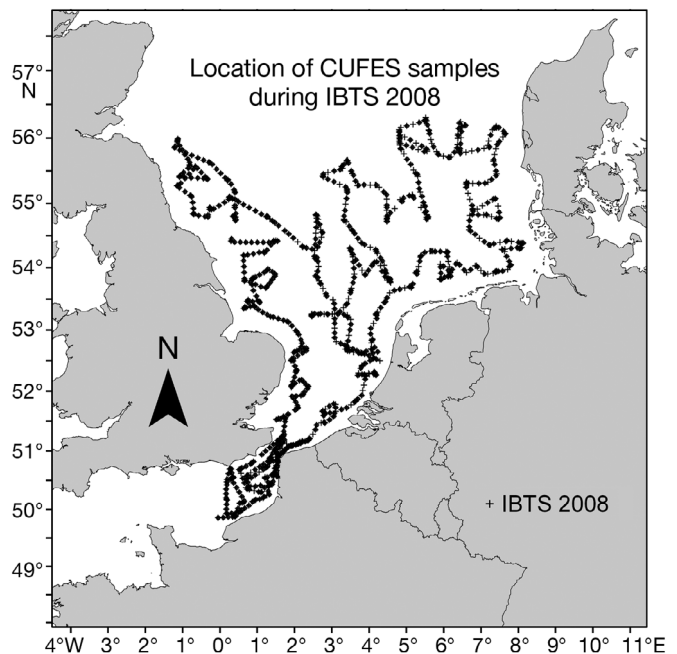 Location of CUFES samples
during IBTS 2008
57°
N
56°
55°
54°
53°
N
52°
51°
50°
+ IBTS 2008
49°
4°W 3° 2° 1° 0° 1° 2° 3° 4° 5° 6° 7° 8° 9° 10° 11°E